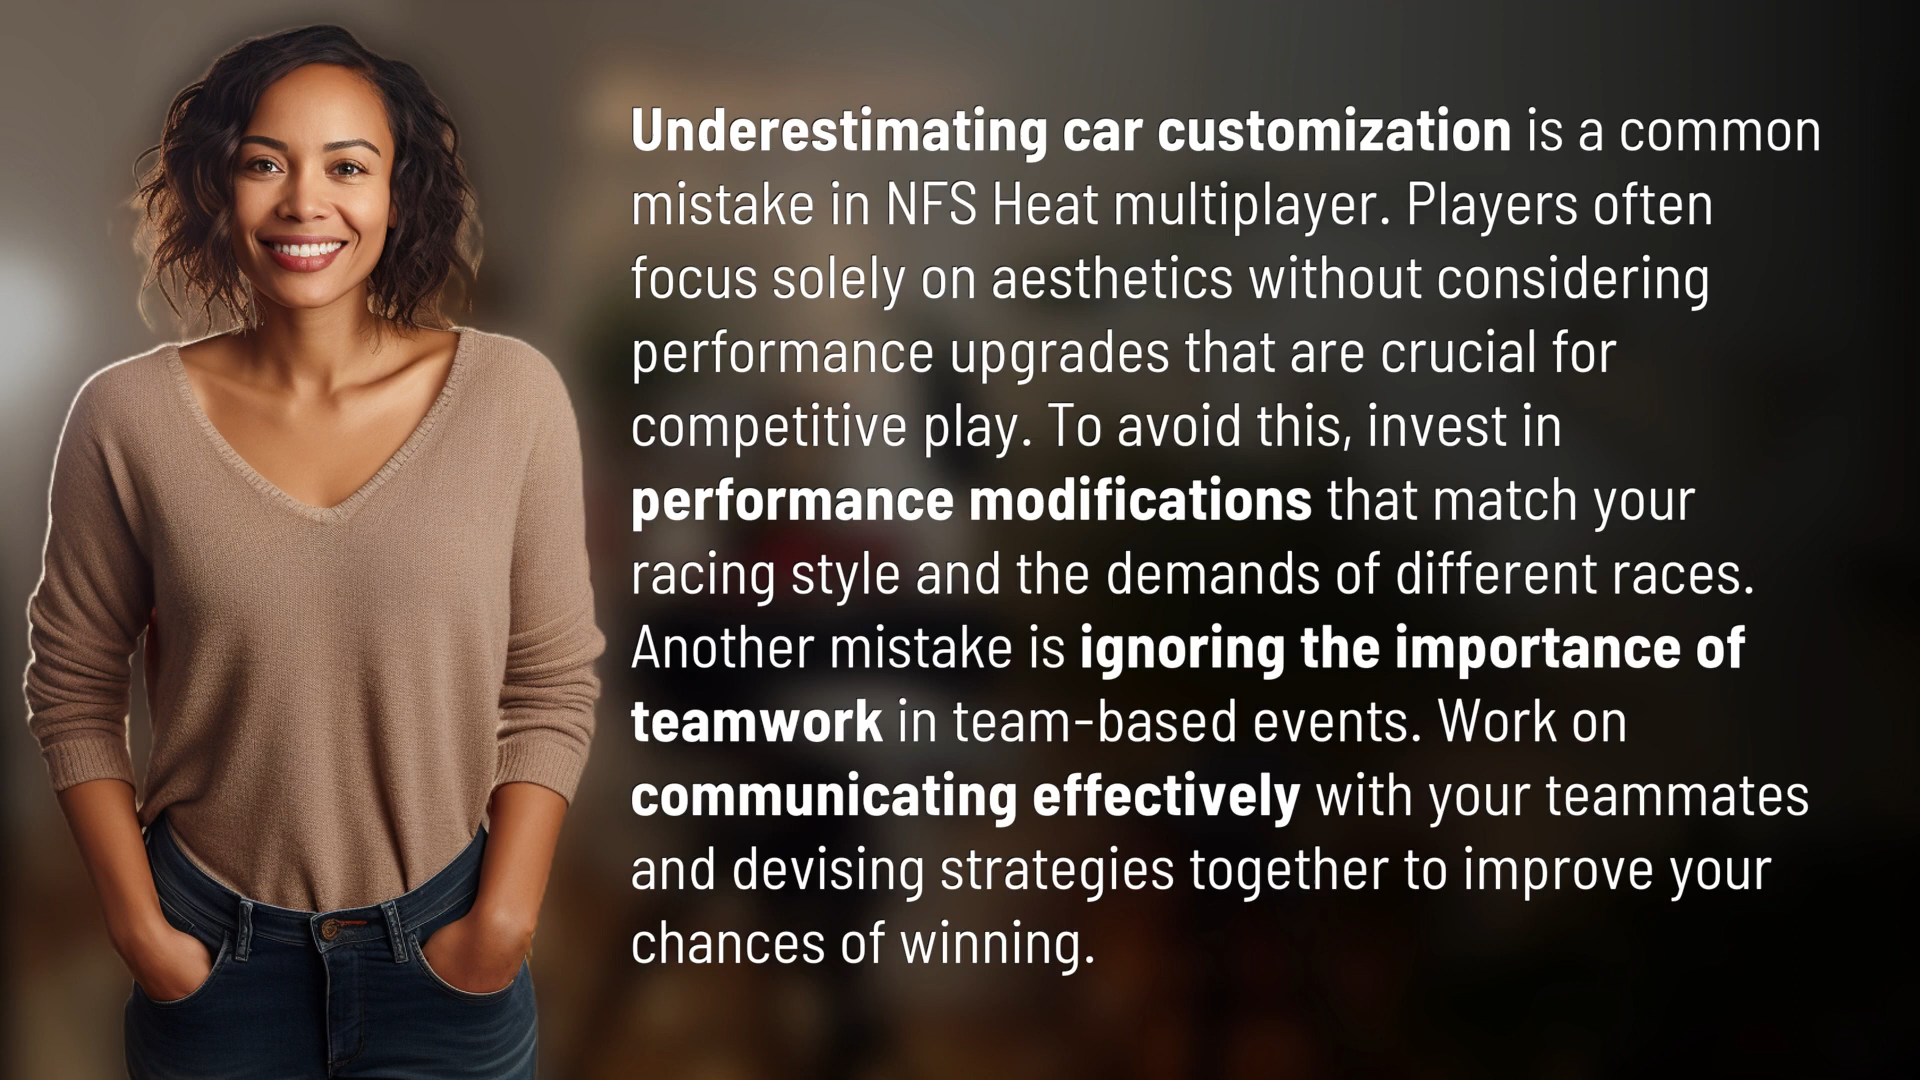 Underestimating car customization is a common
mistake in NFS Heat multiplayer. Players often
focus solely on aesthetics without considering
performance upgrades that are crucial for
competitive play. To avoid this, invest in
performance modifications that match your
racing style and the demands of different races.
Another mistake is ignoring the importance of
teamwork in team-based events. Work on
communicating effectively with your teammates
and devising strategies together to improve your
chances of winning.